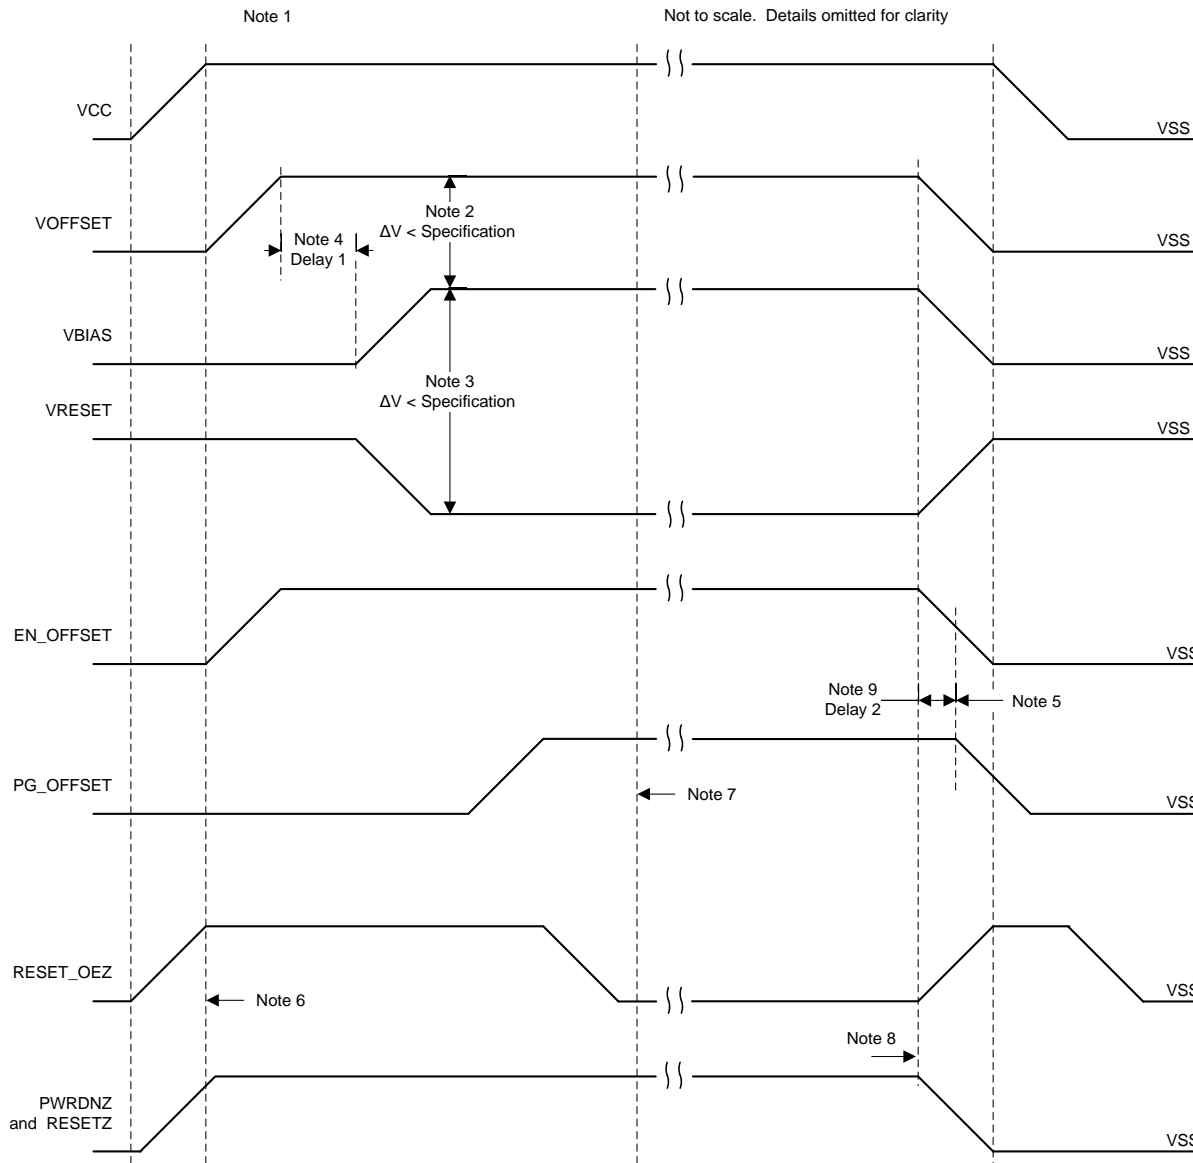 Note 1
Not to scale. Details omitted for clarity
VCC
VSS
VOFFSET
Note 2
ΔV < Specification
Note 4
Delay 1
VSS
VBIAS
VSS
Note 3
ΔV < Specification
VRESET
VSS
EN_OFFSET
VSS
Note 9
Delay 2
Note 5
PG_OFFSET
Note 7
VSS
RESET_OEZ
Note 6
VSS
Note 8
PWRDNZ
and RESETZ
VSS